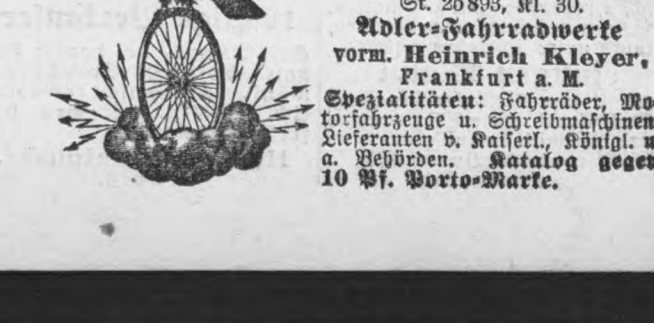 St. 25893, Kl. 30.
Adler-Fahrradwerke
vorm. Heinrich Kleyer,
Frankfurt a. M.
Spezialitäten: Fahrräder, Mo-
torfahrzeuge u. Schreibmaschinen
Lieferanten v. Kaiserl., Königl. u
a. Behörden. Katalog gegen
10 Pf. Porto-Marke.